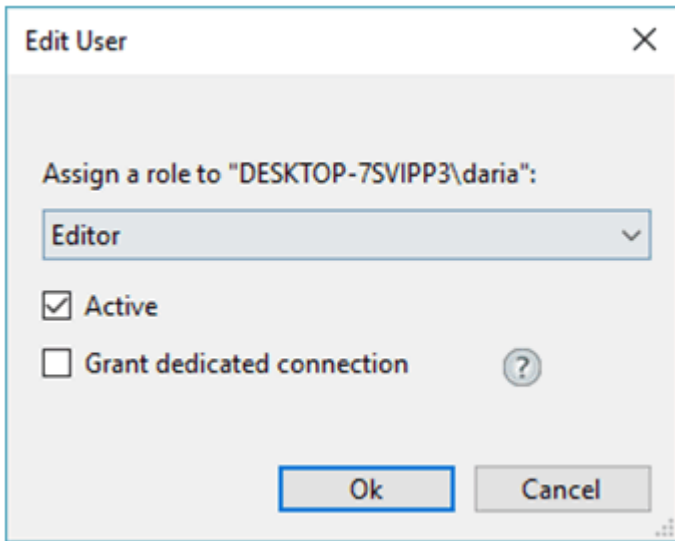 Edit User
Assign a role to "DESKTOP-7SVIPP3\daria":
Editor
Active
Grant dedicated connection
?
Ok
Cancel